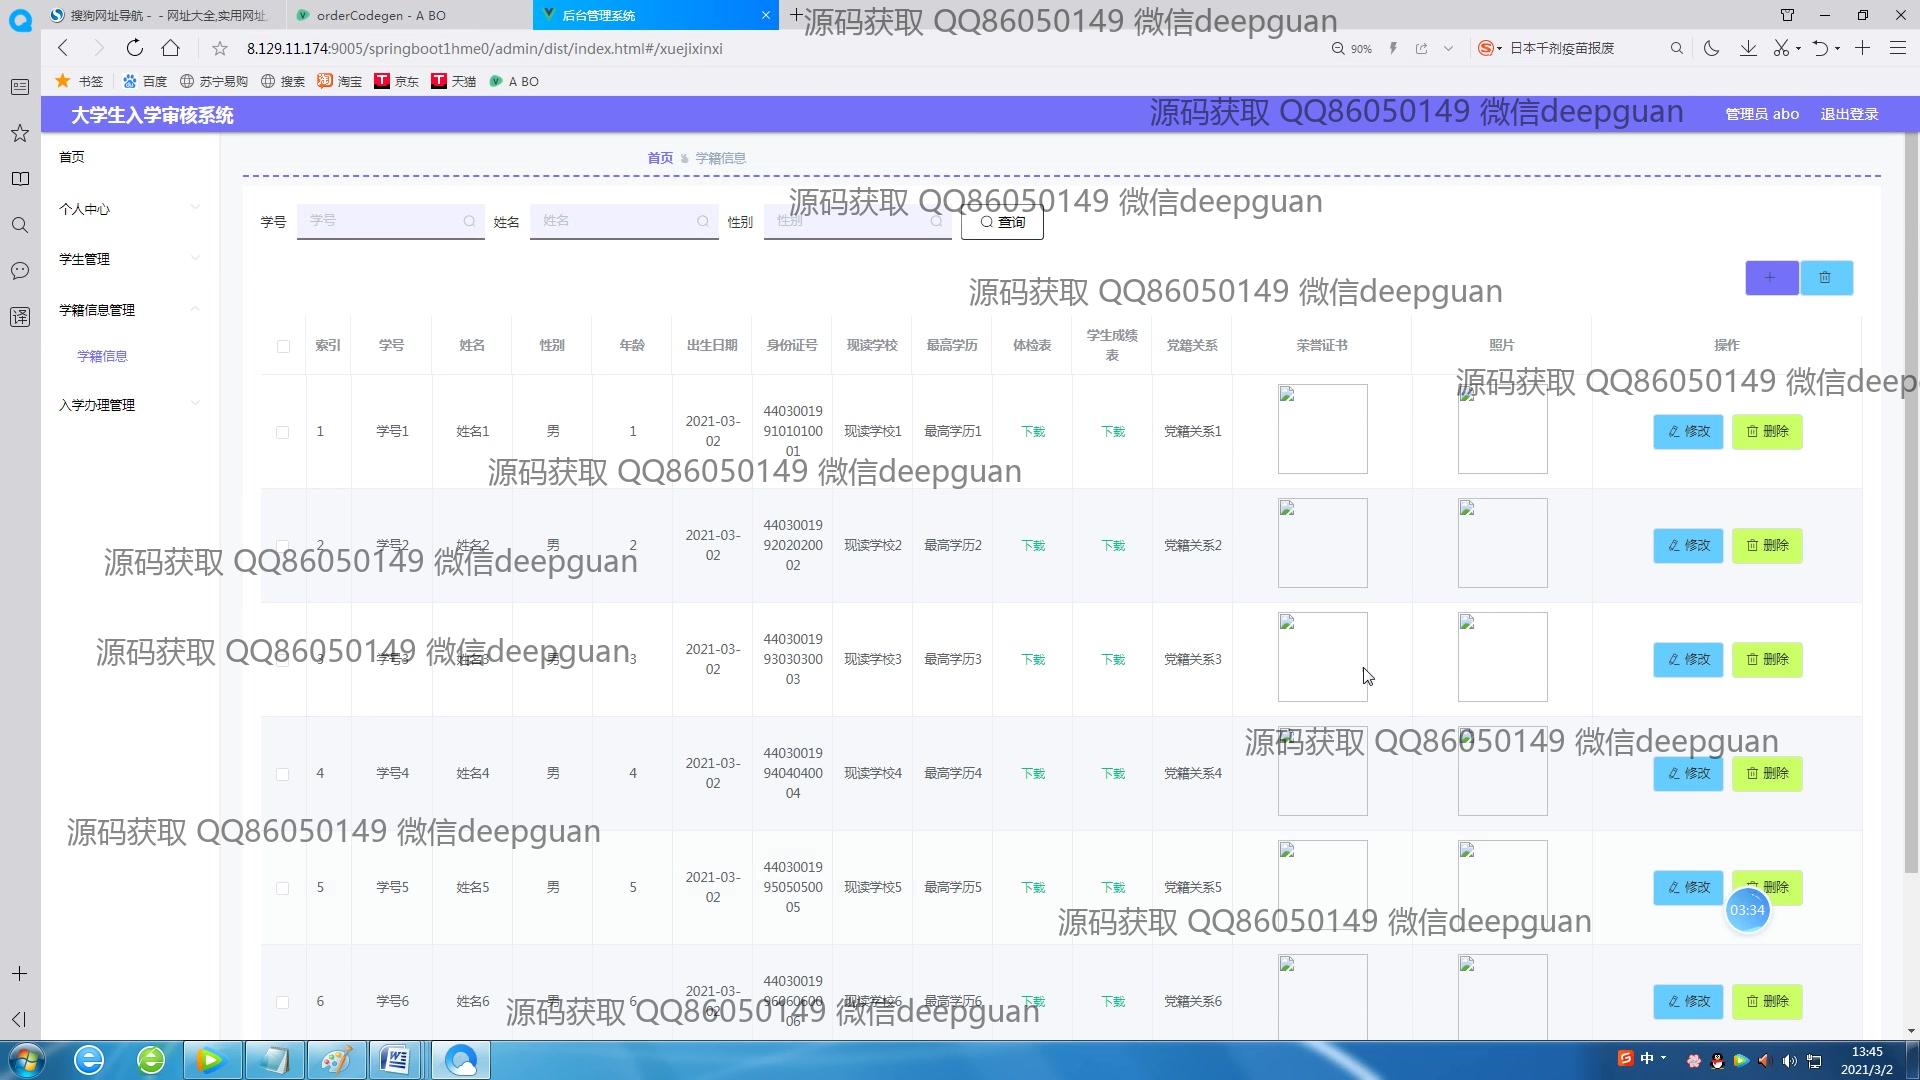 搜狗网址导航 - - 网址大全,实用网址,
orderCodegen - A BO
后台管理系统
源码获取 QQ86050149 微信deepguan
8.129.11.174:9005/springboot1hme0/admin/dist/index.html#/xuejixinxi
90%
日本千剂疫苗报废
书签 百度 苏宁易购 搜索 淘宝 京东 天猫 A BO
大学生入学审核系统
源码获取 QQ86050149 微信deepguan
管理员 abo 退出登录
首页
个人中心
学生管理
学籍信息管理
学籍信息
入学办理管理
首页 学籍信息
源码获取 QQ86050149 微信deepguan
学号 学号 姓名 姓名 性别 性别 查询
源码获取 QQ86050149 微信deepguan
索引 学号 姓名 性别 年龄 出生日期 身份证号 现读学校 最高学历 体检表 学生成绩表 党籍关系 荣誉证书 照片 操作
源码获取 QQ86050149 微信deep
1 学号1 姓名1 男 1 2021-03-02 440300199101010001 现读学校1 最高学历1 下载 下载 党籍关系1 修改 删除
源码获取 QQ86050149 微信deepguan
2 学号2 姓名2 男 2 2021-03-02 440300199202020002 现读学校2 最高学历2 下载 下载 党籍关系2 修改 删除
源码获取 QQ86050149 微信deepguan
3 学号3 姓名3 男 3 2021-03-02 440300199303030003 现读学校3 最高学历3 下载 下载 党籍关系3 修改 删除
源码获取 QQ86050149 微信deepguan
源码获取 QQ86050149 微信deepguan
4 学号4 姓名4 男 4 2021-03-02 440300199404040004 现读学校4 最高学历4 下载 下载 党籍关系4 修改 删除
源码获取 QQ86050149 微信deepguan
5 学号5 姓名5 男 5 2021-03-02 440300199505050005 现读学校5 最高学历5 下载 下载 党籍关系5 修改 删除
03:34
源码获取 QQ86050149 微信deepguan
6 学号6 姓名6 男 6 2021-03-02 440300199606060006 现读学校6 最高学历6 下载 下载 党籍关系6 修改 删除
源码获取 QQ86050149 微信deepguan
译
中
13:45
2021/3/2